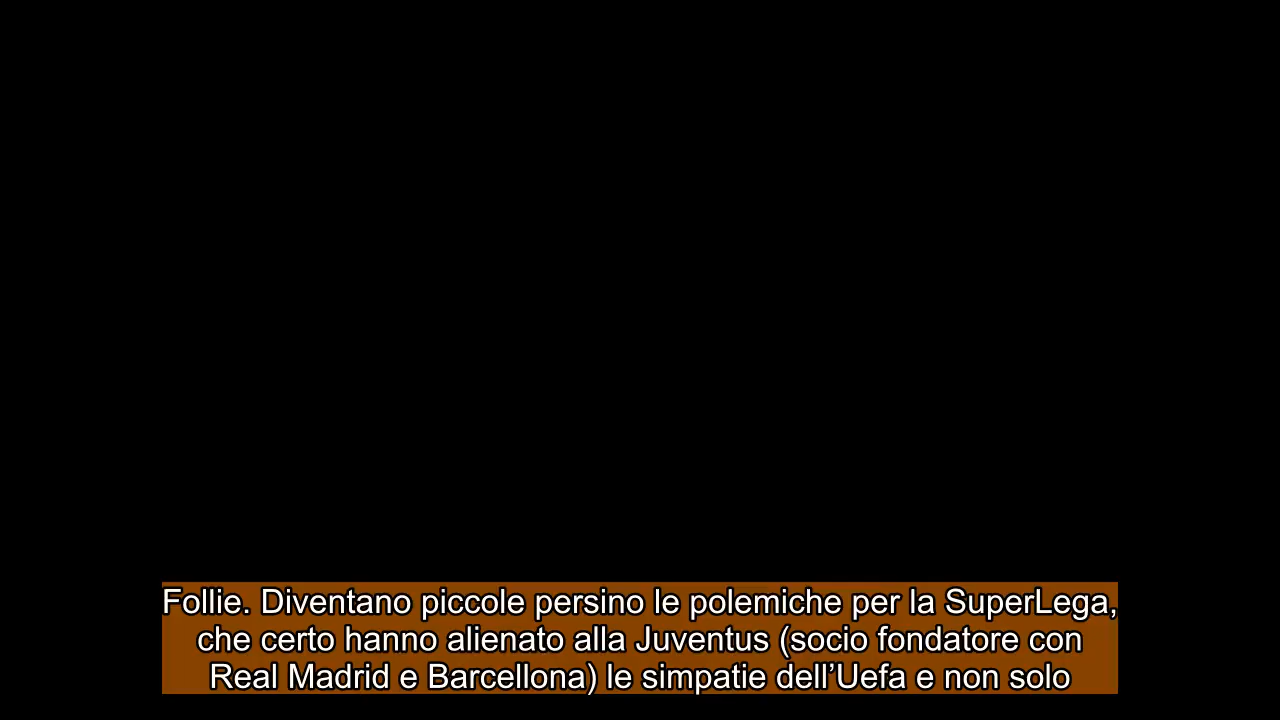 Follie. Diventano piccole persino le polemiche per la SuperLega,
che certo hanno alienato alla Juventus (socio fondatore con
Real Madrid e Barcellona) le simpatie dell’Uefa e non solo